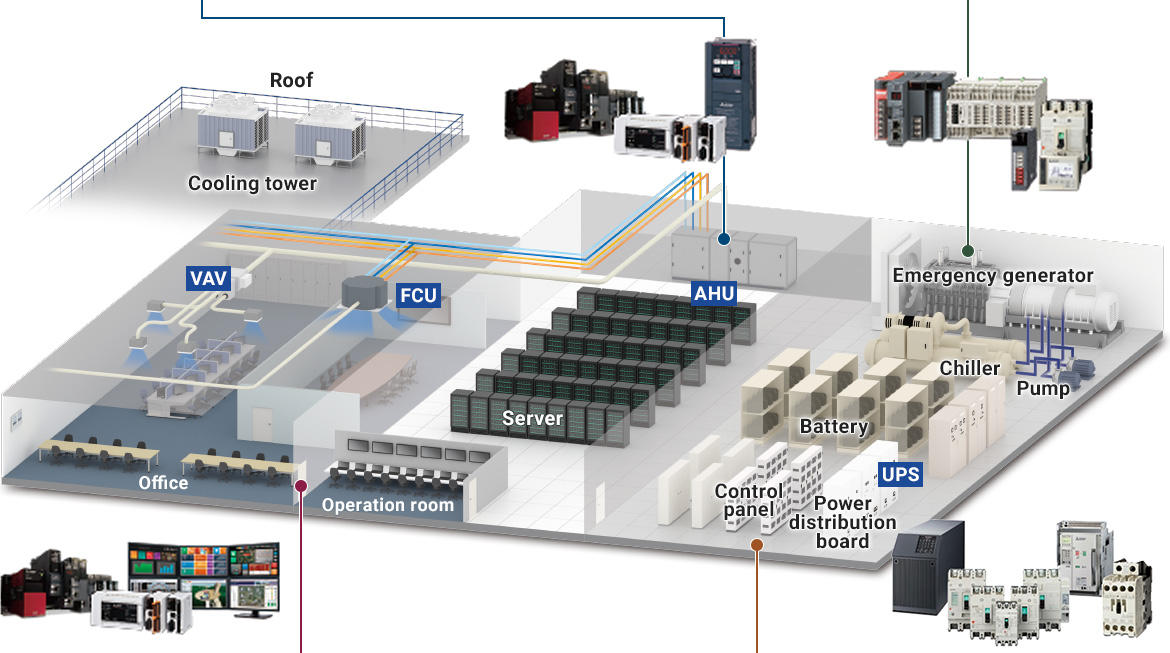 Roof
Cooling tower
VAV
FCU
AHU
Emergency generator
Chiller
Pump
Server
Battery
UPS
Control
panel
Power
distribution
board
Office
Operation room